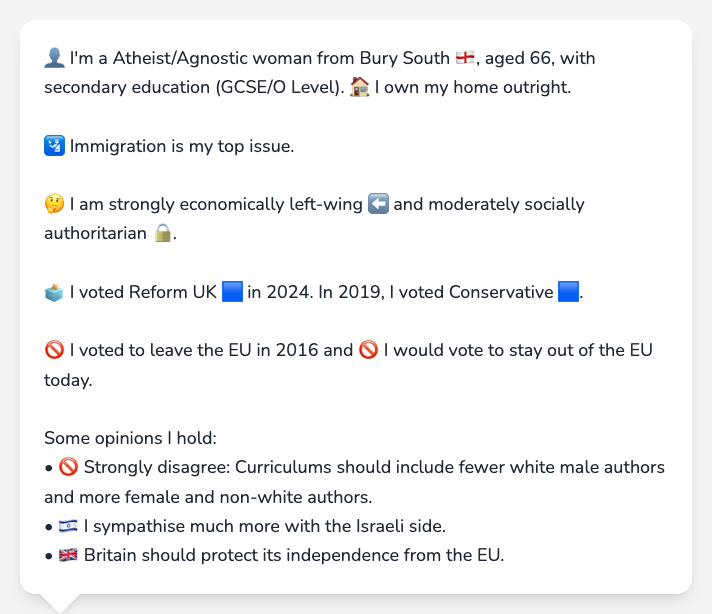 👤 I'm a Atheist/Agnostic woman from Bury South 🏴󠁧󠁢󠁥󠁮󠁧󠁿, aged 66, with
secondary education (GCSE/O Level). 🏠 I own my home outright.
🛂 Immigration is my top issue.
🤔 I am strongly economically left-wing ⬅️ and moderately socially
authoritarian 🔒.
🗳️ I voted Reform UK 🟦 in 2024. In 2019, I voted Conservative 🟦.
🚫 I voted to leave the EU in 2016 and 🚫 I would vote to stay out of the EU
today.
Some opinions I hold:
• 🚫 Strongly disagree: Curriculums should include fewer white male authors
and more female and non-white authors.
• 🇮🇱 I sympathise much more with the Israeli side.
• 🇬🇧 Britain should protect its independence from the EU.